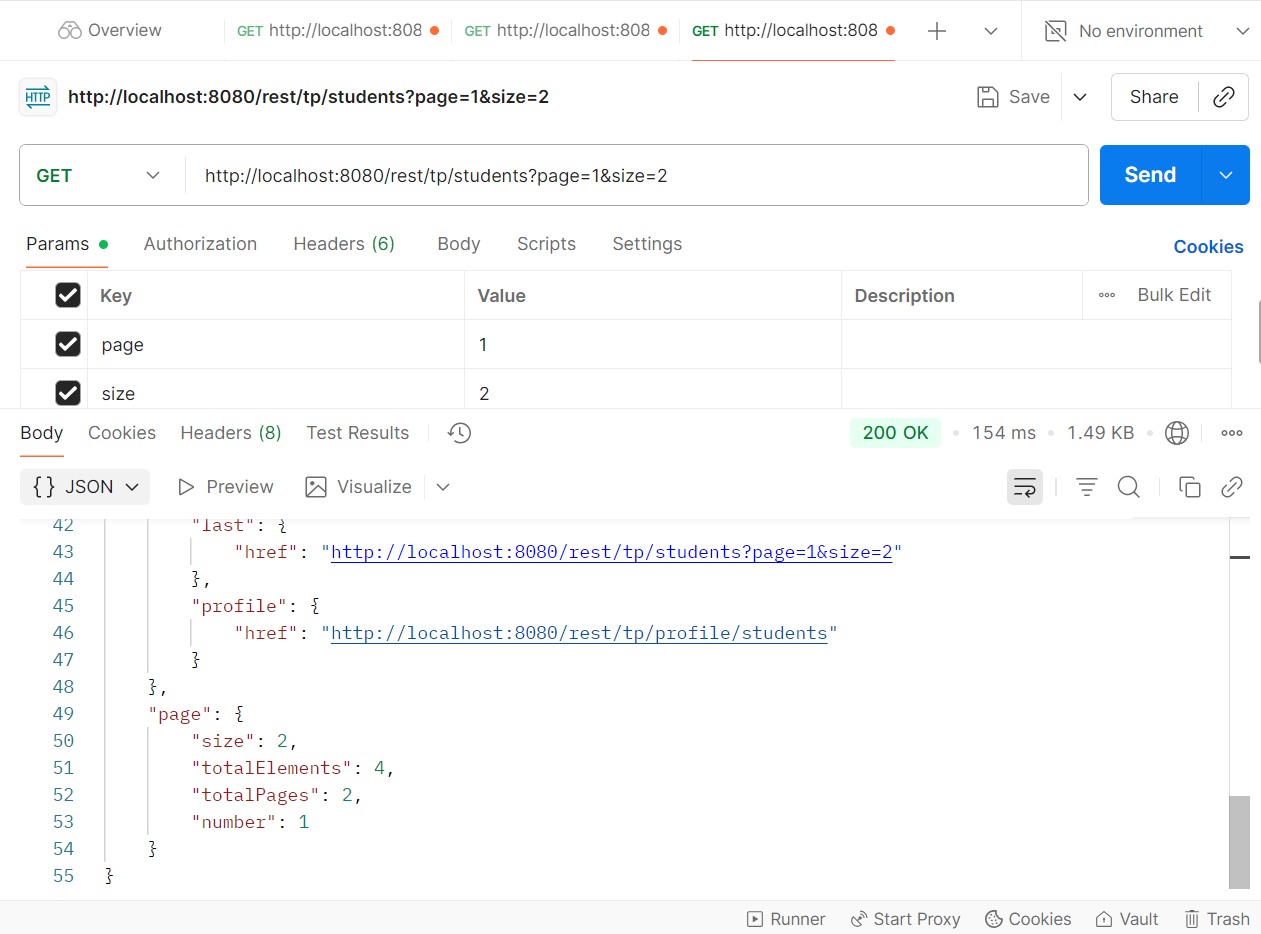 Overview GET http://localhost:808 GET http://localhost:808 GET http://localhost:808 No environment
HTTP http://localhost:8080/rest/tp/students?page=1&size=2 Save Share
GET http://localhost:8080/rest/tp/students?page=1&size=2 Send
Params Authorization Headers (6) Body Scripts Settings Cookies
Key Value Description Bulk Edit
page 1
size 2
Body Cookies Headers (8) Test Results 200 OK 154 ms 1.49 KB
{ } JSON Preview Visualize
42 "last": {
43 "href": "http://localhost:8080/rest/tp/students?page=1&size=2"
44 },
45 "profile": {
46 "href": "http://localhost:8080/rest/tp/profile/students"
47 }
48 },
49 "page": {
50 "size": 2,
51 "totalElements": 4,
52 "totalPages": 2,
53 "number": 1
54 }
55 }
Runner Start Proxy Cookies Vault Trash